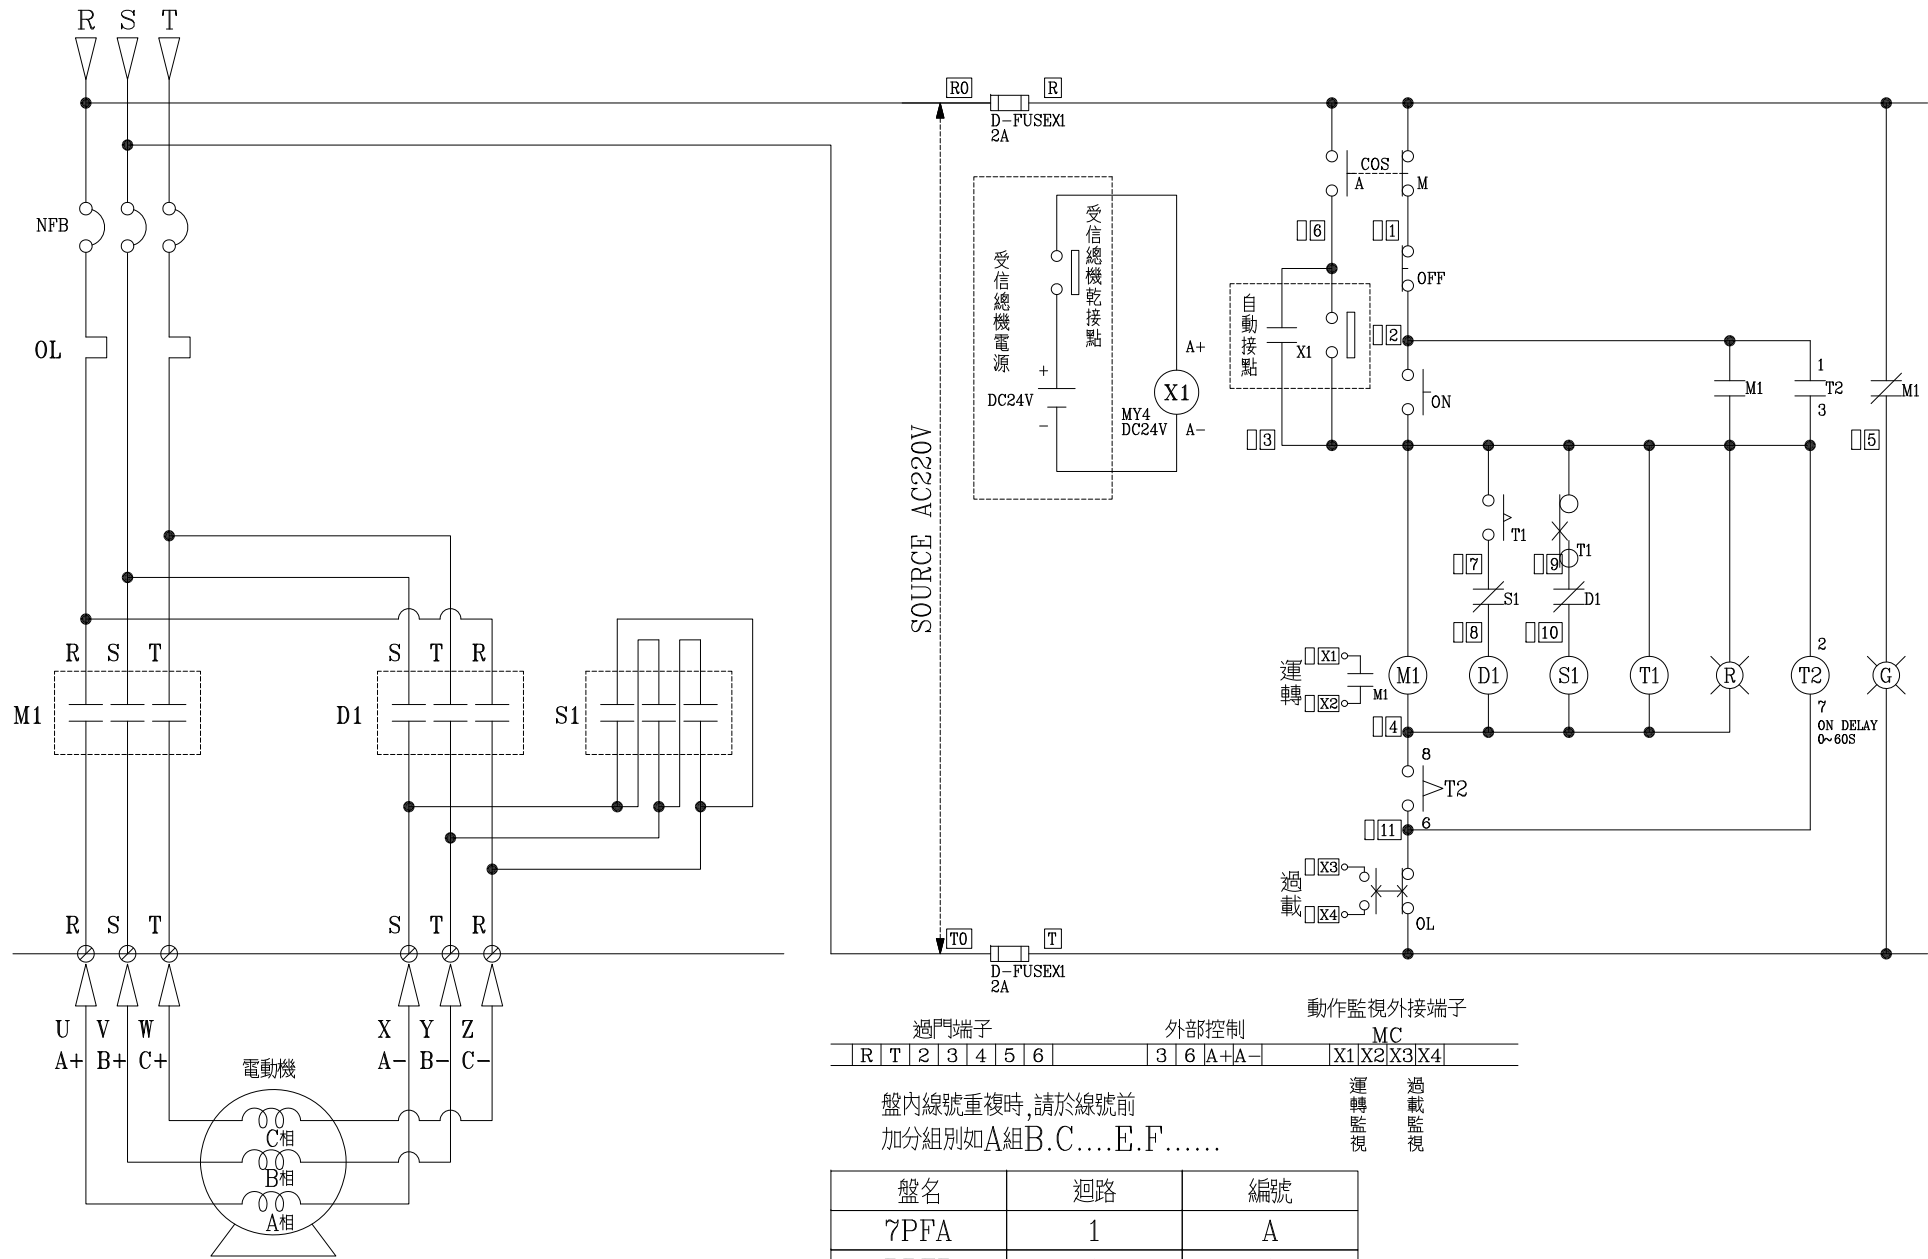 R S T
R0
R
D-FUSEX1
2A
COS
A
M
NFB
6
1
受信總機乾接點
受信總機電源
OFF
自動接點
2
OL
X1
A+
+
X1
1
T2
3
M1
M1
DC24V
MY4
DC24V
A-
-
ON
3
5
SOURCE AC220V
T1
T1
7
9
S1
D1
8
10
R S T
S T R
運轉
X1
X2
M1
M1
D1
S1
T1
R
2
T2
7
G
M1
D1
S1
4
ON DELAY
0~60S
8
T2
6
11
過載
X3
X4
OL
R S T
S T R
T0
T
D-FUSEX1
2A
U V W
A+ B+ C+
X Y Z
A- B- C-
電動機
C相
B相
A相
過門端子
外部控制
動作監視外接端子
MC
R T 2 3 4 5 6
3 6 A+ A-
X1 X2 X3 X4
運轉監視
過載監視
盤內線號重複時,請於線號前
加分組別如A組B.C....E.F......
盤名 迴路 編號
7PFA 1 A